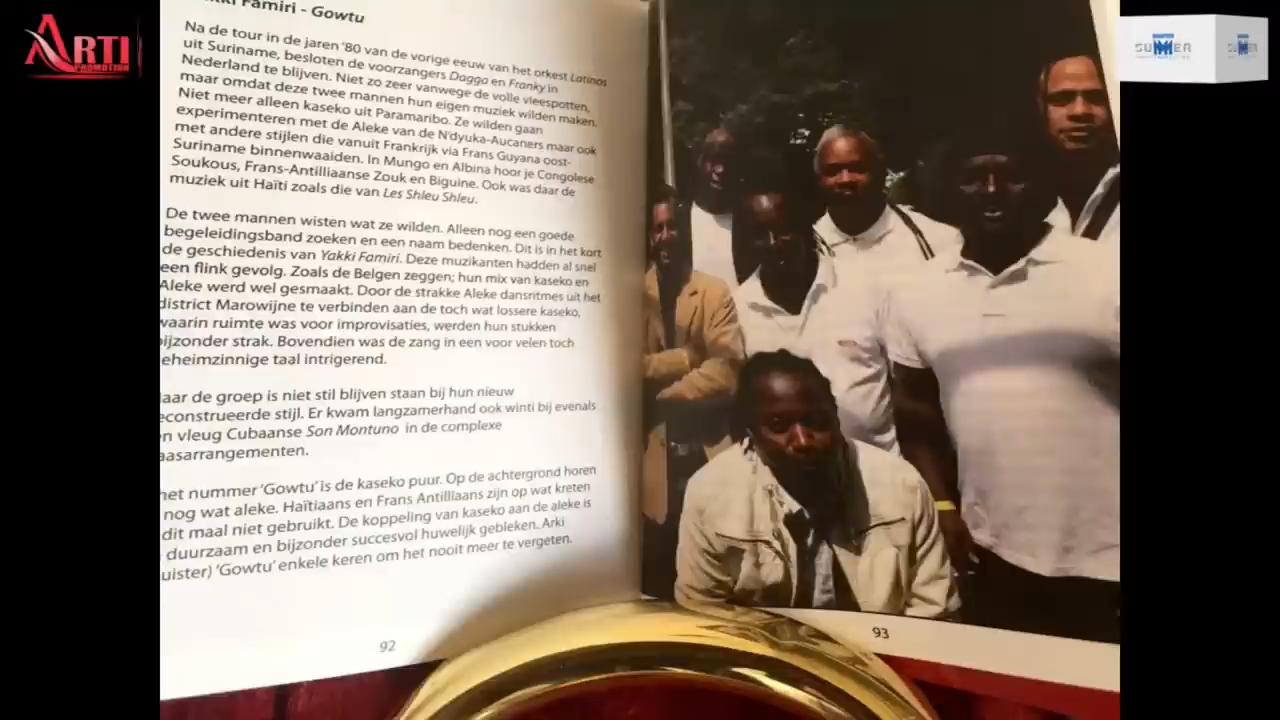 ARTI
PROMOTION
SUMMER
Famiri - Gowtu
Na de tour in de jaren '80 van de vorige eeuw van het orkest Latinos
uit Suriname, besloten de voorzangers Dagga en Franky in
Nederland te blijven. Niet zo zeer vanwege de volle vleespotten,
maar omdat deze twee mannen hun eigen muziek wilden maken.
Niet meer alleen kaseko uit Paramaribo. Ze wilden gaan
experimenteren met de Aleke van de N'dyuka-Aucaners maar ook
met andere stijlen die vanuit Frankrijk via Frans Guyana oost-
Suriname binnenwaaiden. In Mungo en Albina hoor je Congolese
Soukous, Frans-Antilliaanse Zouk en Biguine. Ook was daar de
muziek uit Haïti zoals die van Les Shleu Shleu.
De twee mannen wisten wat ze wilden. Alleen nog een goede
begeleidingsband zoeken en een naam bedenken. Dit is in het kort
de geschiedenis van Yakki Famiri. Deze muzikanten hadden al snel
een flink gevolg. Zoals de Belgen zeggen; hun mix van kaseko en
Aleke werd wel gesmaakt. Door de strakke Aleke dansritmes uit het
district Marowijne te verbinden aan de toch wat lossere kaseko,
waarin ruimte was voor improvisaties, werden hun stukken
bijzonder strak. Bovendien was de zang in een voor velen toch
eheimzinnige taal intrigerend.
aar de groep is niet stil blijven staan bij hun nieuw
econstrueerde stijl. Er kwam langzamerhand ook winti bij evenals
n vleug Cubaanse Son Montuno in de complexe
aasarrangementen.
het nummer 'Gowtu' is de kaseko puur. Op de achtergrond horen
nog wat aleke. Haïtiaans en Frans Antilliaans zijn op wat kreten
dit maal niet gebruikt. De koppeling van kaseko aan de aleke is
duurzaam en bijzonder succesvol huwelijk gebleken. Arki
uister) 'Gowtu' enkele keren om het nooit meer te vergeten.
92
93